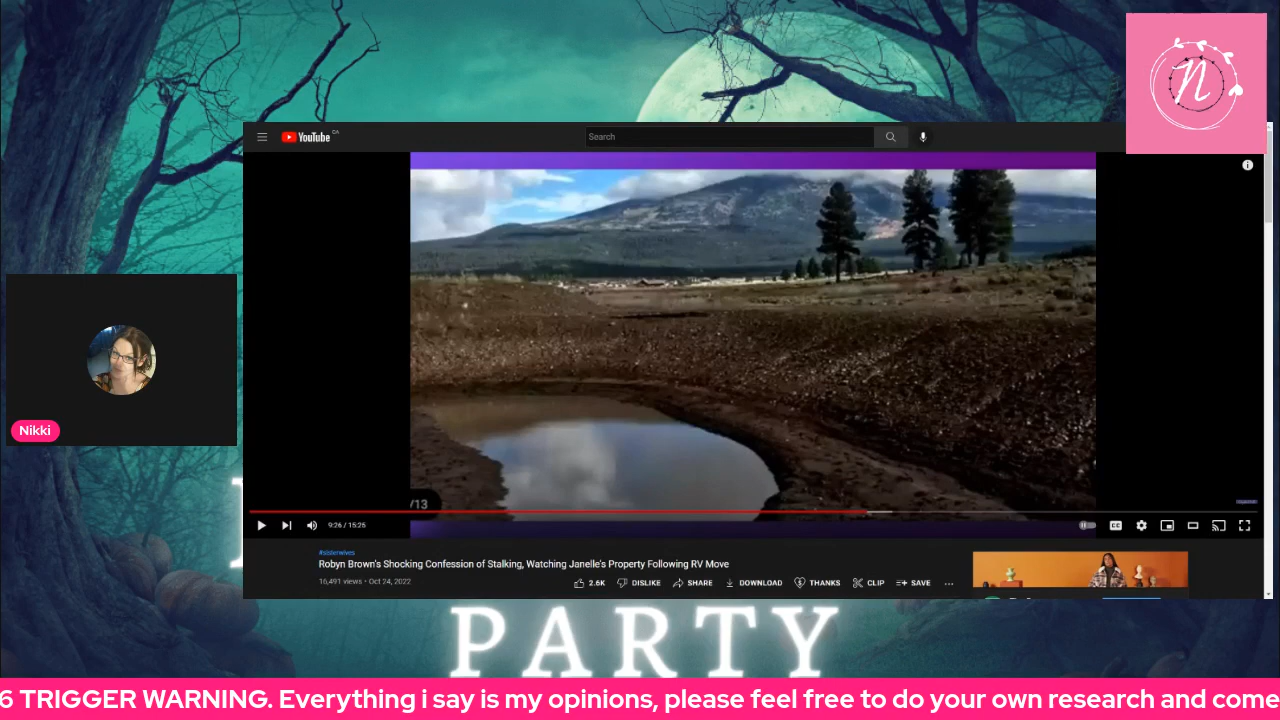 n
YouTube CA
Search
/13
9:26 / 15:26
CC
#sisterwives
Robyn Brown's Shocking Confession of Stalking, Watching Janelle's Property Following RV Move
16,491 views • Oct 24, 2022
2.6K DISLIKE SHARE DOWNLOAD THANKS CLIP SAVE ...
Nikki
PARTY
6 TRIGGER WARNING. Everything i say is my opinions, please feel free to do your own research and come